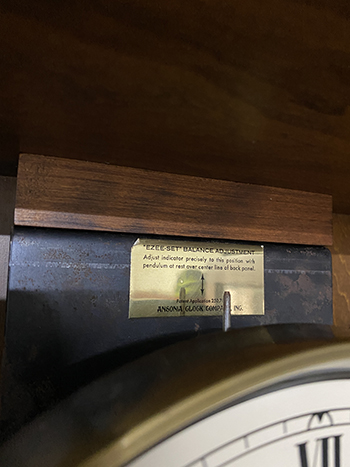 "EZEE-SET" BALANCE ADJUSTMENT
Adjust indicator precisely to this position with
pendulum at rest over center line of back panel.
Patent Application
ANSONIA CLOCK COMPANY, INC.
VII